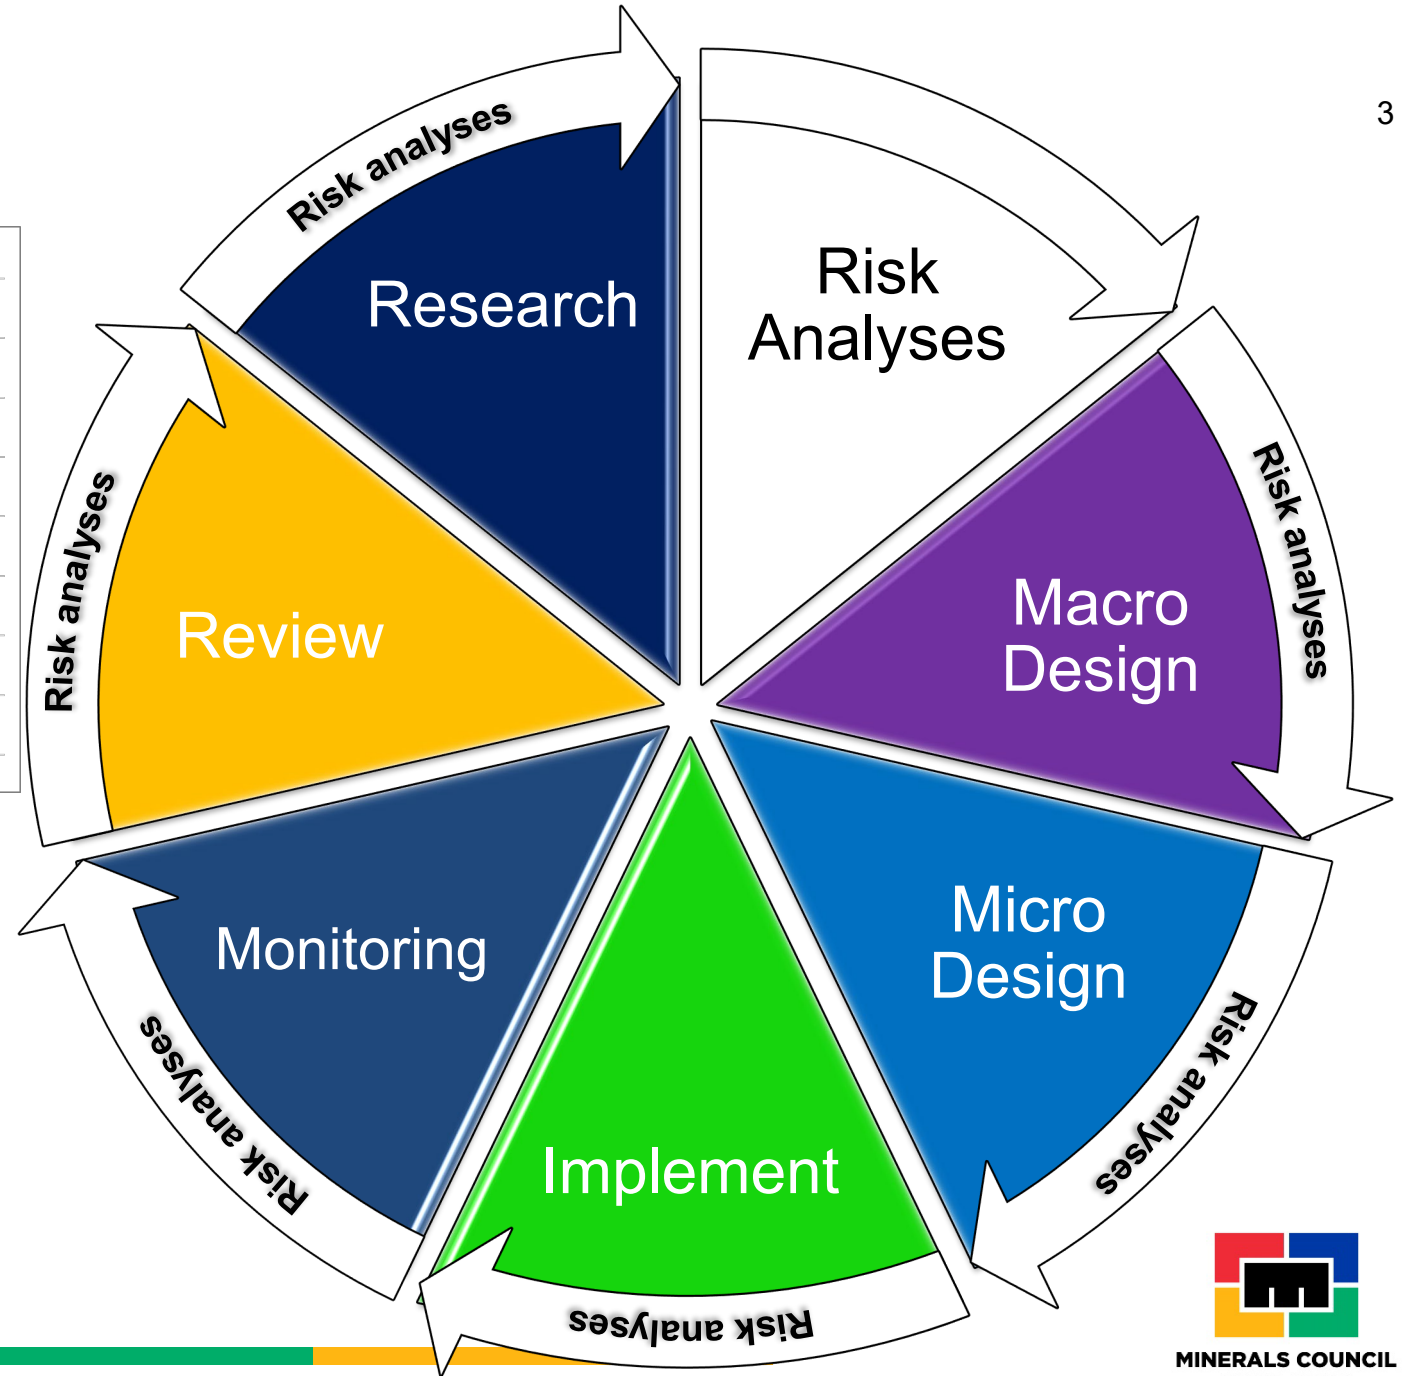 3
Risk
Analyses
Risk analyses
Macro
Design
Risk analyses
Micro
Design
Risk analyses
Implement
Risk analyses
Monitoring
Risk analyses
Review
Risk analyses
Research
MINERALS COUNCIL